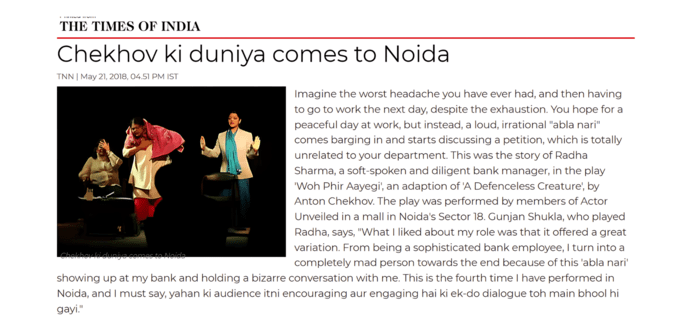 THE TIMES OF INDIA
Chekhov ki duniya comes to Noida
TNN | May 21, 2018, 04.51 PM IST
Imagine the worst headache you have ever had, and then having
to go to work the next day, despite the exhaustion. You hope for a
peaceful day at work, but instead, a loud, irrational "abla nari"
comes barging in and starts discussing a petition, which is totally
unrelated to your department. This was the story of Radha
Sharma, a soft-spoken and diligent bank manager, in the play
'Woh Phir Aayegi', an adaption of 'A Defenceless Creature', by
Anton Chekhov. The play was performed by members of Actor
Unveiled in a mall in Noida's Sector 18. Gunjan Shukla, who played
Radha, says, "What I liked about my role was that it offered a great
variation. From being a sophisticated bank employee, I turn into a
Chekhov ki duniya comes to Noida
completely mad person towards the end because of this 'abla nari'
showing up at my bank and holding a bizarre conversation with me. This is the fourth time I have performed in
Noida, and I must say, yahan ki audience itni encouraging aur engaging hai ki ek-do dialogue toh main bhool hi
gayi."